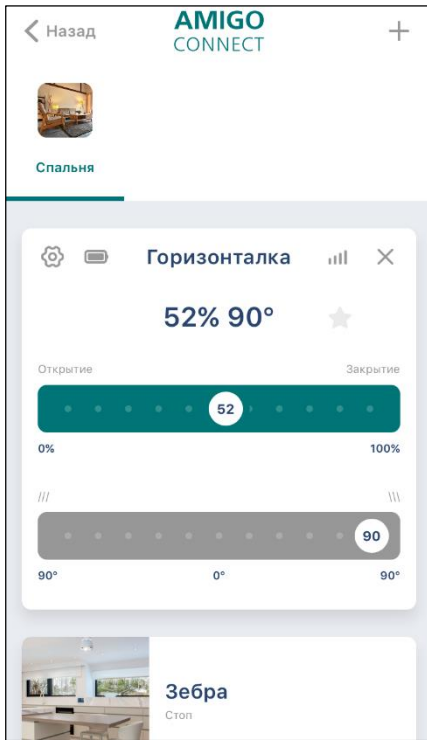 Назад
AMIGO
CONNECT
Спальня
Горизонталка
52% 90°
Открытие Закрытие
52
0% 100%
/// \\\
90
90° 0° 90°
Зебра
Стоп